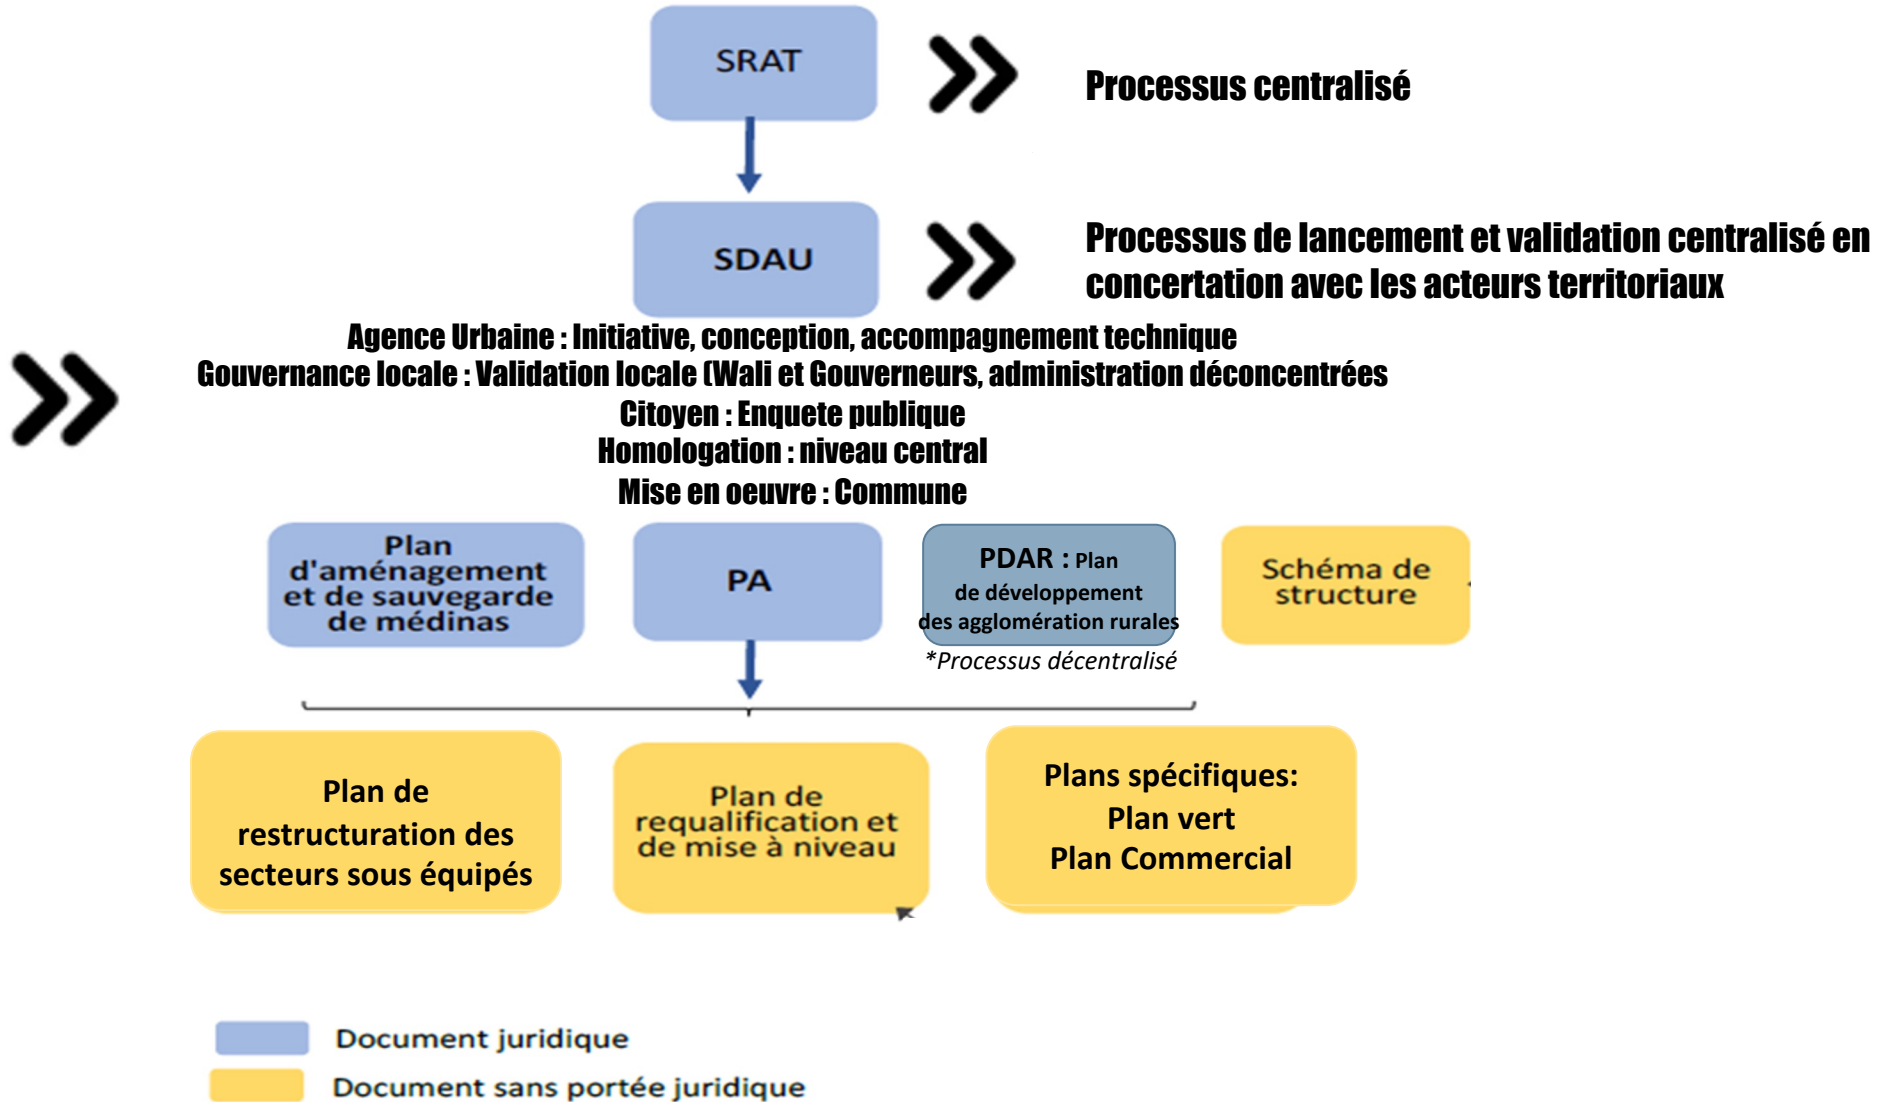 SRAT
Processus centralisé
SDAU
Processus de lancement et validation centralisé en
concertation avec les acteurs territoriaux
Agence Urbaine : Initiative, conception, accompagnement technique
Gouvernance locale : Validation locale (Wali et Gouverneurs, administration déconcentrées
Citoyen : Enquete publique
Homologation : niveau central
Mise en oeuvre : Commune
Plan
d'aménagement
et de sauvegarde
de médinas
PA
PDAR : Plan
de développement
des agglomération rurales
*Processus décentralisé
Schéma de
structure
Plan de
restructuration des
secteurs sous équipés
Plan de
requalification et
de mise à niveau
Plans spécifiques:
Plan vert
Plan Commercial
Document juridique
Document sans portée juridique